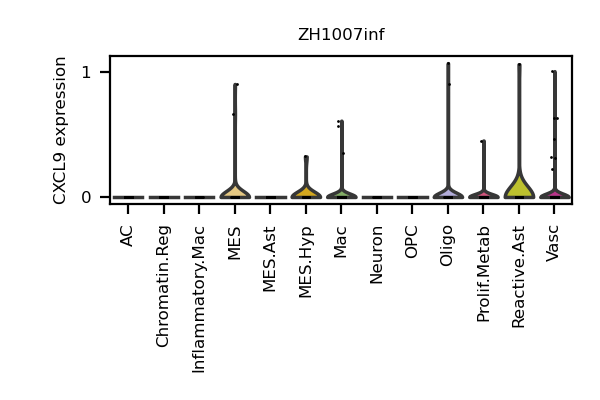 ZH1007inf
CXCL9 expression
1
0
AC
Chromatin.Reg
Inflammatory.Mac
MES
MES.Ast
MES.Hyp
Mac
Neuron
OPC
Oligo
Prolif.Metab
Reactive.Ast
Vasc